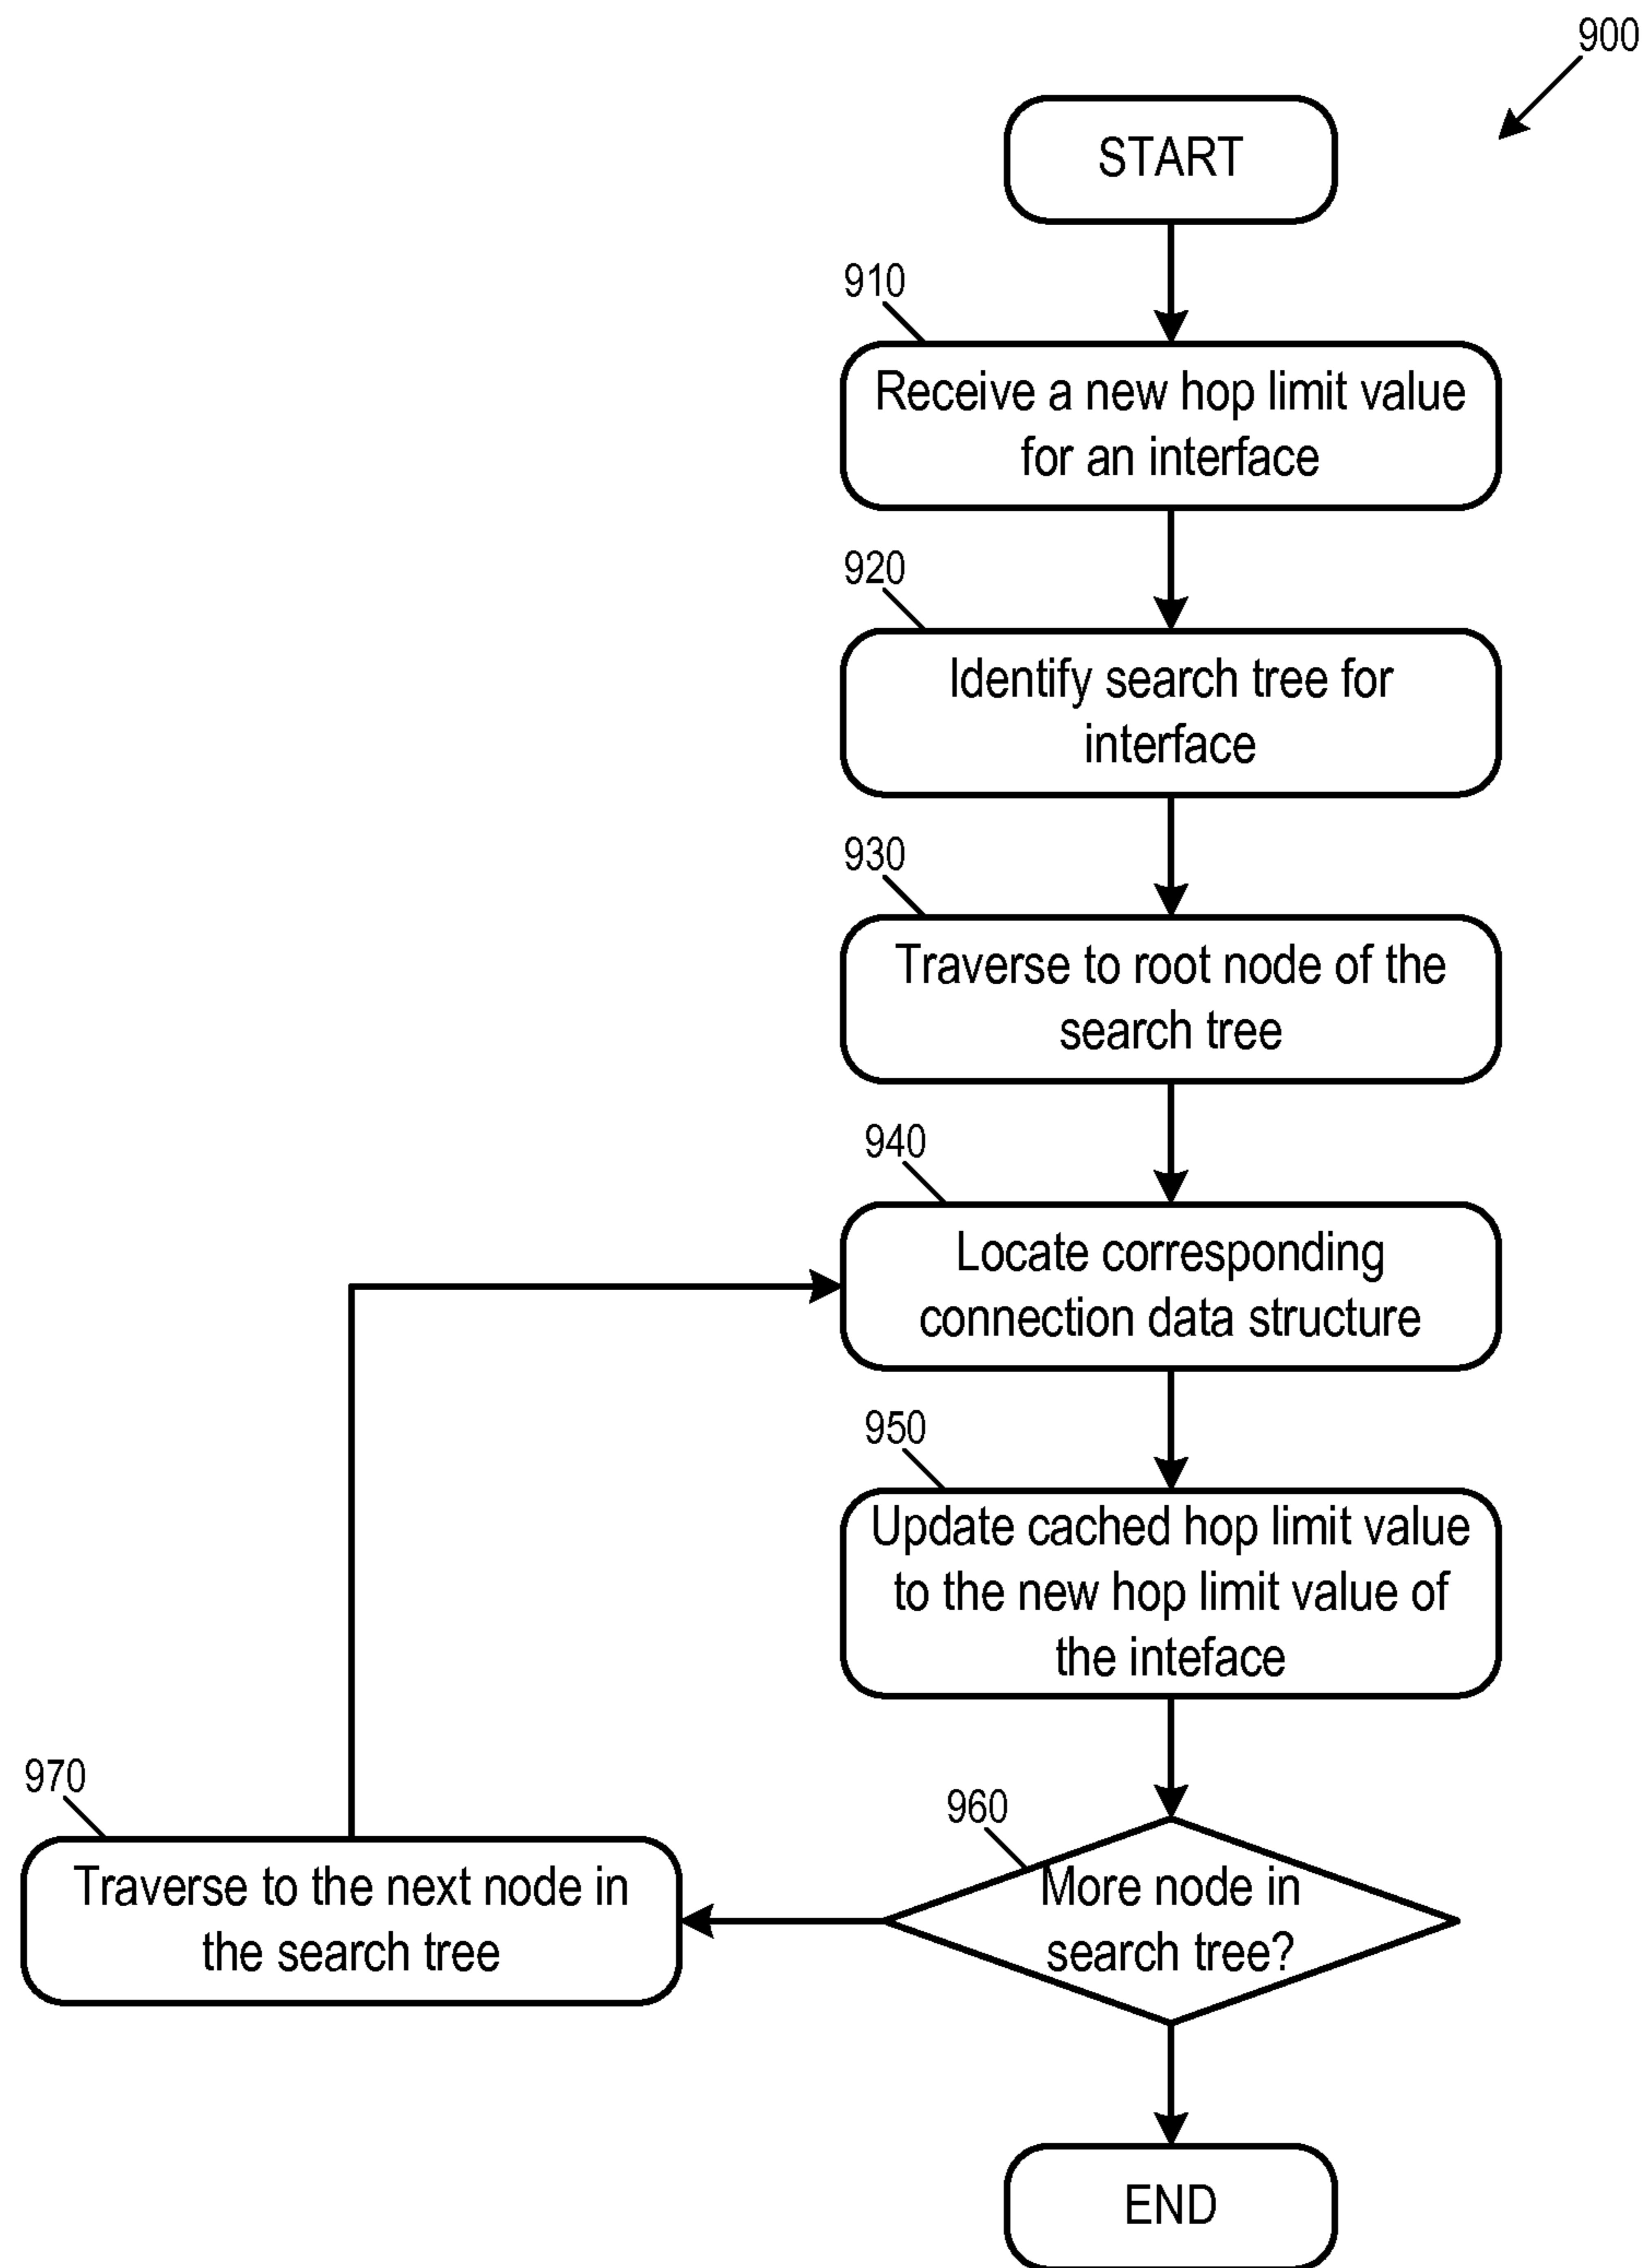 900
START
910
Receive a new hop limit value
for an interface
920
Identify search tree for
interface
930
Traverse to root node of the
search tree
940
Locate corresponding
connection data structure
950
Update cached hop limit value
to the new hop limit value of
the inteface
960
More node in
search tree?
970
Traverse to the next node in
the search tree
END